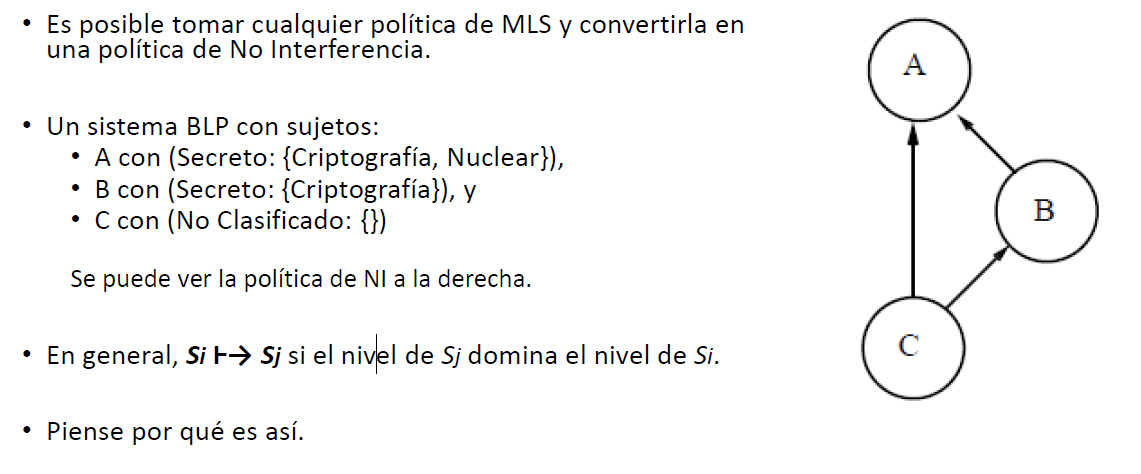 • Es posible tomar cualquier política de MLS y convertirla en
una política de No Interferencia.
• Un sistema BLP con sujetos:
• A con (Secreto: {Criptografía, Nuclear}),
• B con (Secreto: {Criptografía}), y
• C con (No Clasificado: {})
Se puede ver la política de NI a la derecha.
• En general, Si ⊦→ Sj si el nivel de Sj domina el nivel de Si.
• Piense por qué es así.
A
B
C